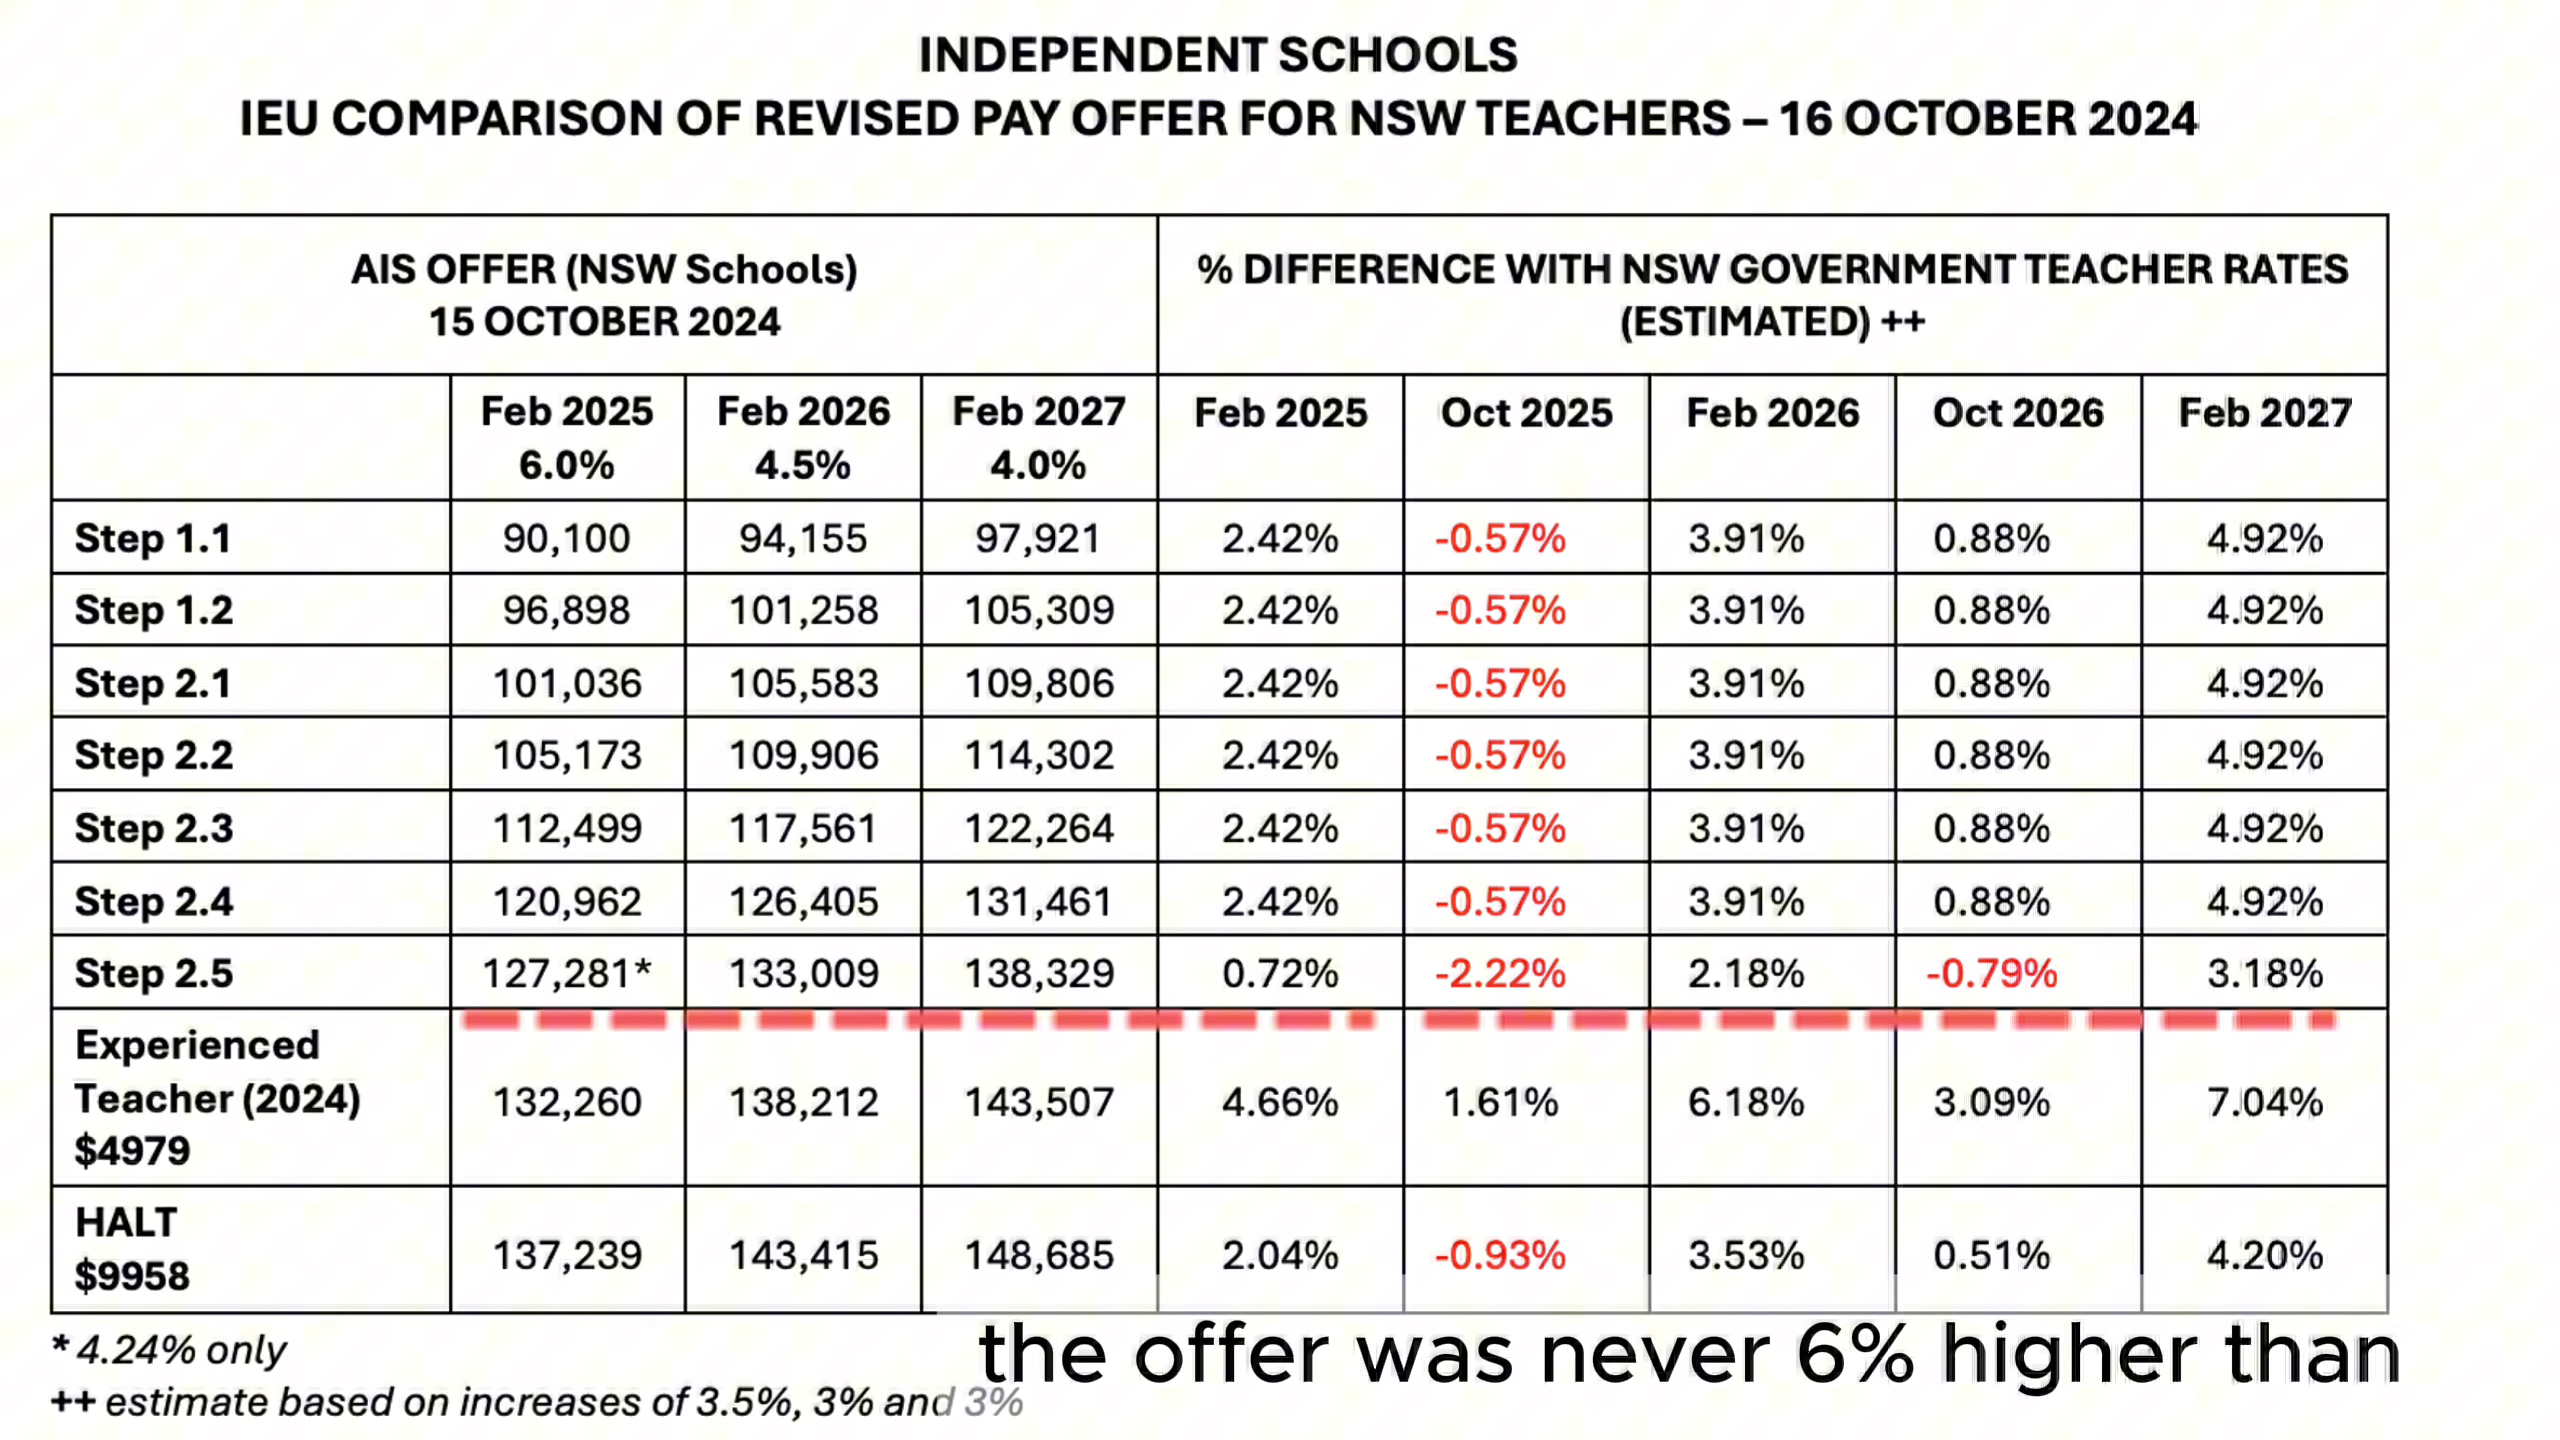 INDEPENDENT SCHOOLS
IEU COMPARISON OF REVISED PAY OFFER FOR NSW TEACHERS – 16 OCTOBER 2024
AIS OFFER (NSW Schools)
15 OCTOBER 2024
% DIFFERENCE WITH NSW GOVERNMENT TEACHER RATES
(ESTIMATED) ++
Feb 2025 Feb 2026 Feb 2027 Feb 2025 Oct 2025 Feb 2026 Oct 2026 Feb 2027
6.0% 4.5% 4.0%
Step 1.1 90,100 94,155 97,921 2.42% -0.57% 3.91% 0.88% 4.92%
Step 1.2 96,898 101,258 105,309 2.42% -0.57% 3.91% 0.88% 4.92%
Step 2.1 101,036 105,583 109,806 2.42% -0.57% 3.91% 0.88% 4.92%
Step 2.2 105,173 109,906 114,302 2.42% -0.57% 3.91% 0.88% 4.92%
Step 2.3 112,499 117,561 122,264 2.42% -0.57% 3.91% 0.88% 4.92%
Step 2.4 120,962 126,405 131,461 2.42% -0.57% 3.91% 0.88% 4.92%
Step 2.5 127,281* 133,009 138,329 0.72% -2.22% 2.18% -0.79% 3.18%
Experienced
Teacher (2024)
$4979
132,260 138,212 143,507 4.66% 1.61% 6.18% 3.09% 7.04%
HALT
$9958
137,239 143,415 148,685 2.04% -0.93% 3.53% 0.51% 4.20%
* 4.24% only
++ estimate based on increases of 3.5%, 3% and 3%
the offer was never 6% higher than